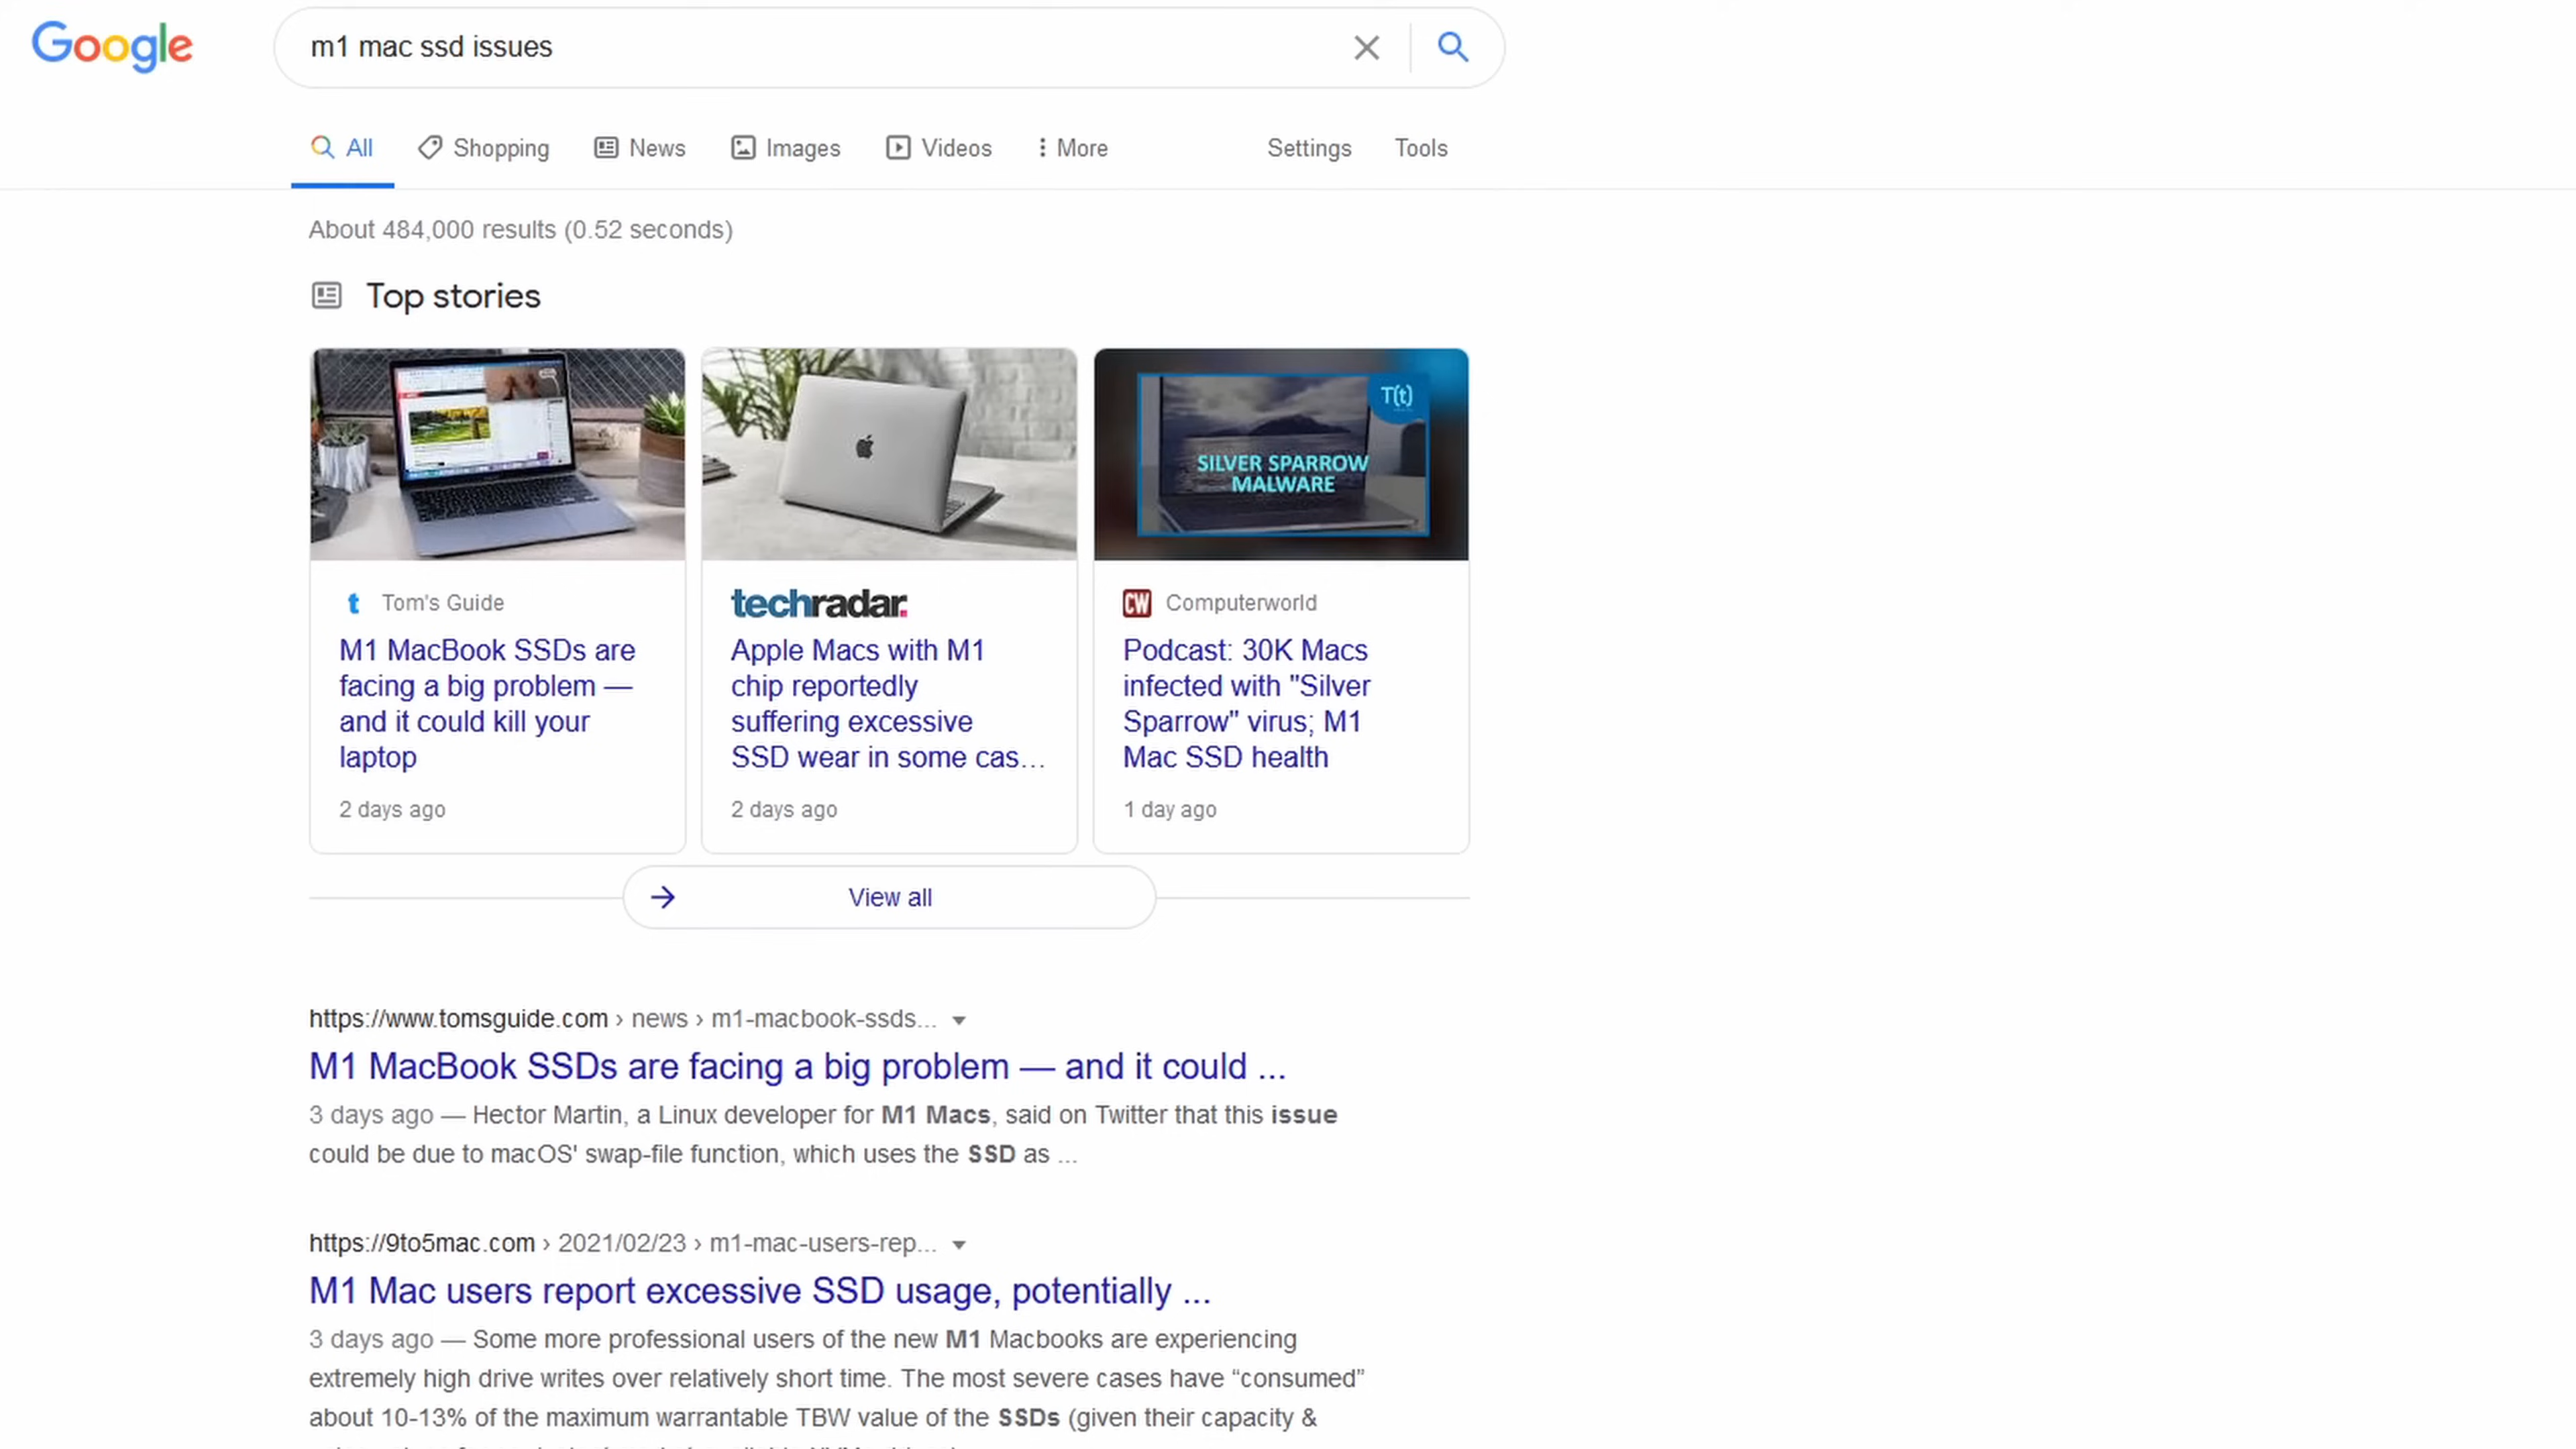 Google
m1 mac ssd issues
All Shopping News Images Videos More Settings Tools
About 484,000 results (0.52 seconds)
Top stories
T(t)
SILVER SPARROW
MALWARE
Tom's Guide
M1 MacBook SSDs are
facing a big problem —
and it could kill your
laptop
2 days ago
techradar.
Apple Macs with M1
chip reportedly
suffering excessive
SSD wear in some cas...
2 days ago
CW Computerworld
Podcast: 30K Macs
infected with "Silver
Sparrow" virus; M1
Mac SSD health
1 day ago
View all
https://www.tomsguide.com › news › m1-macbook-ssds...
M1 MacBook SSDs are facing a big problem — and it could ...
3 days ago — Hector Martin, a Linux developer for M1 Macs, said on Twitter that this issue
could be due to macOS' swap-file function, which uses the SSD as ...
https://9to5mac.com › 2021/02/23 › m1-mac-users-rep...
M1 Mac users report excessive SSD usage, potentially ...
3 days ago — Some more professional users of the new M1 Macbooks are experiencing
extremely high drive writes over relatively short time. The most severe cases have “consumed”
about 10-13% of the maximum warrantable TBW value of the SSDs (given their capacity &